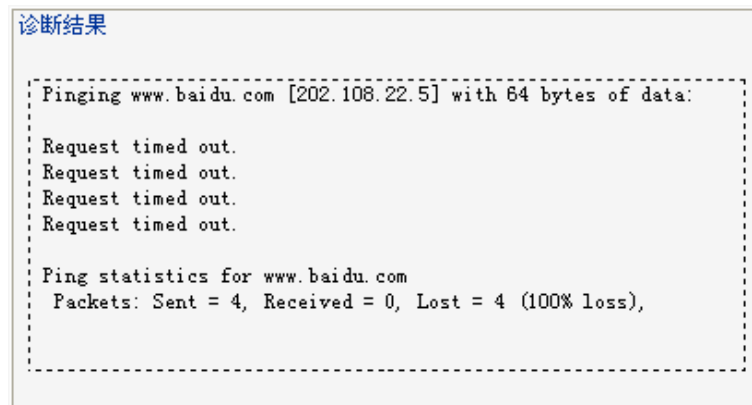 诊断结果
Pinging www.baidu.com [202.108.22.5] with 64 bytes of data:
Request timed out.
Request timed out.
Request timed out.
Request timed out.
Ping statistics for www.baidu.com
Packets: Sent = 4, Received = 0, Lost = 4 (100% loss),